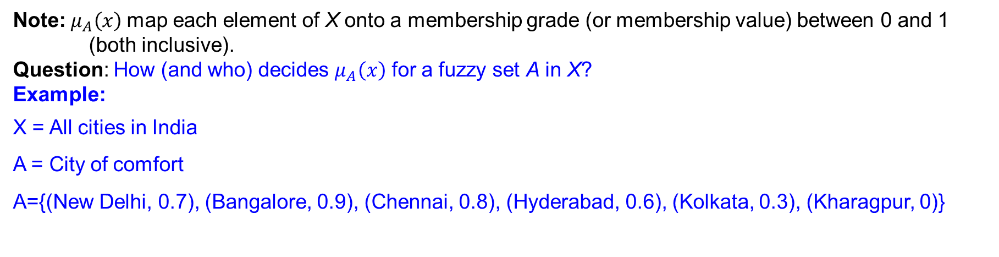 Note: μA(x) map each element of X onto a membership grade (or membership value) between 0 and 1
(both inclusive).
Question: How (and who) decides μA(x) for a fuzzy set A in X?
Example:
X = All cities in India
A = City of comfort
A={(New Delhi, 0.7), (Bangalore, 0.9), (Chennai, 0.8), (Hyderabad, 0.6), (Kolkata, 0.3), (Kharagpur, 0)}